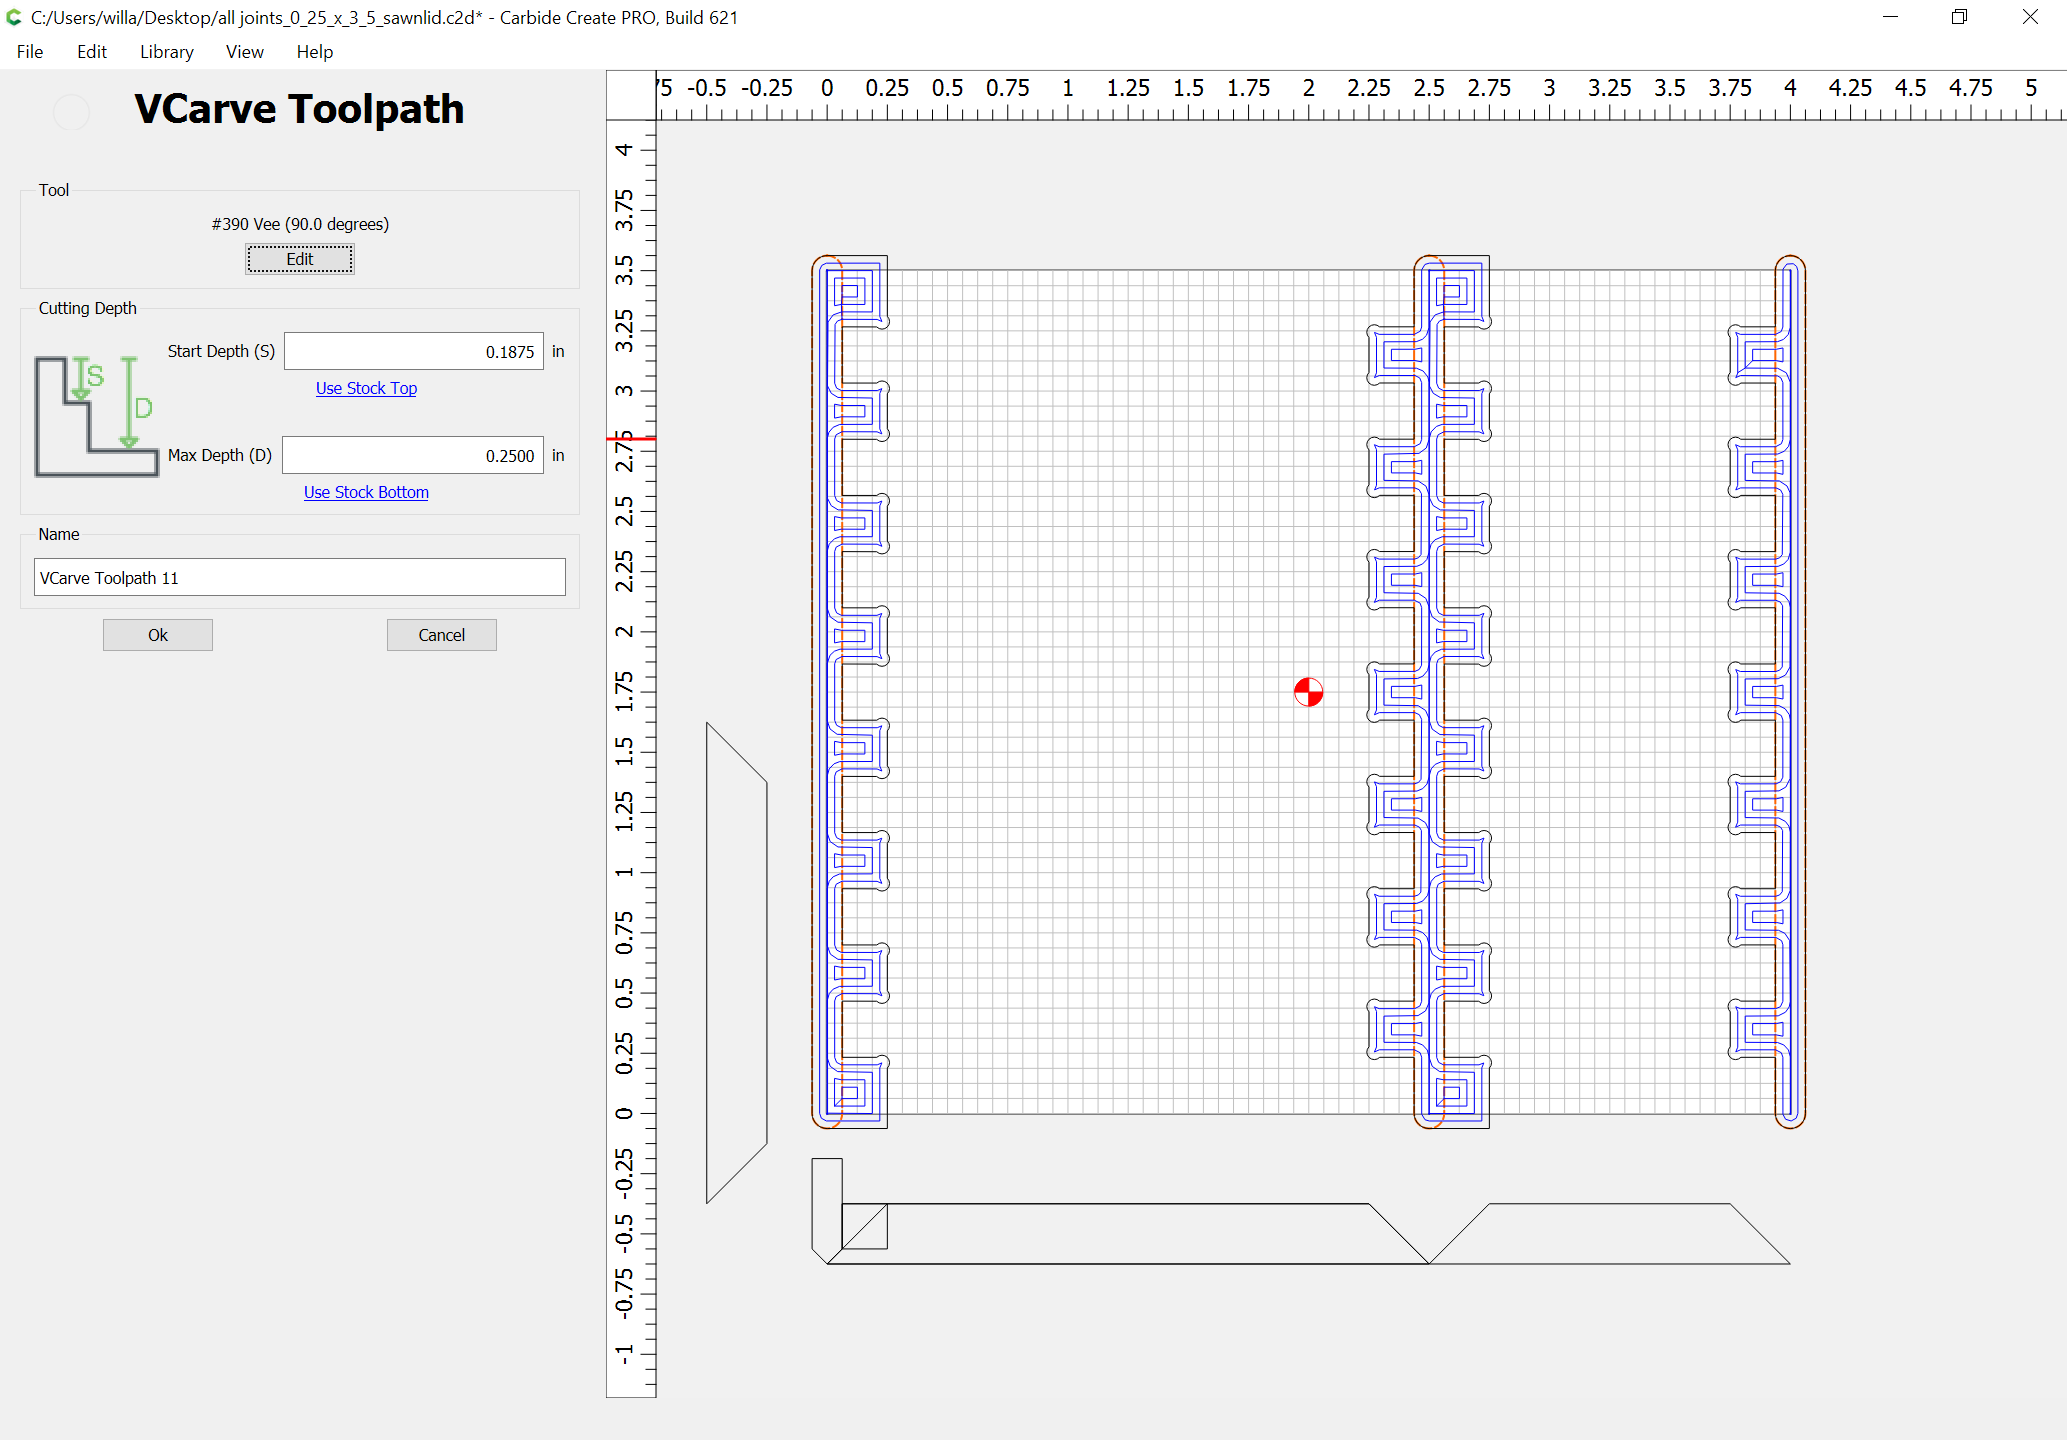 C:/Users/willa/Desktop/all joints_0_25_x_3_5_sawnlid.c2d* - Carbide Create PRO, Build 621
File Edit Library View Help
VCarve Toolpath
Tool
#390 Vee (90.0 degrees)
Edit
Cutting Depth
Start Depth (S) 0.1875 in
Use Stock Top
S
D
Max Depth (D) 0.2500 in
Use Stock Bottom
Name
VCarve Toolpath 11
Ok Cancel
75 -0.5 -0.25 0 0.25 0.5 0.75 1 1.25 1.5 1.75 2 2.25 2.5 2.75 3 3.25 3.5 3.75 4 4.25 4.5 4.75 5
4
3.75
3.5
3.25
3
2.75
2.5
2.25
2
1.75
1.5
1.25
1
0.75
0.5
0.25
0
-0.25
-0.5
-0.75
-1